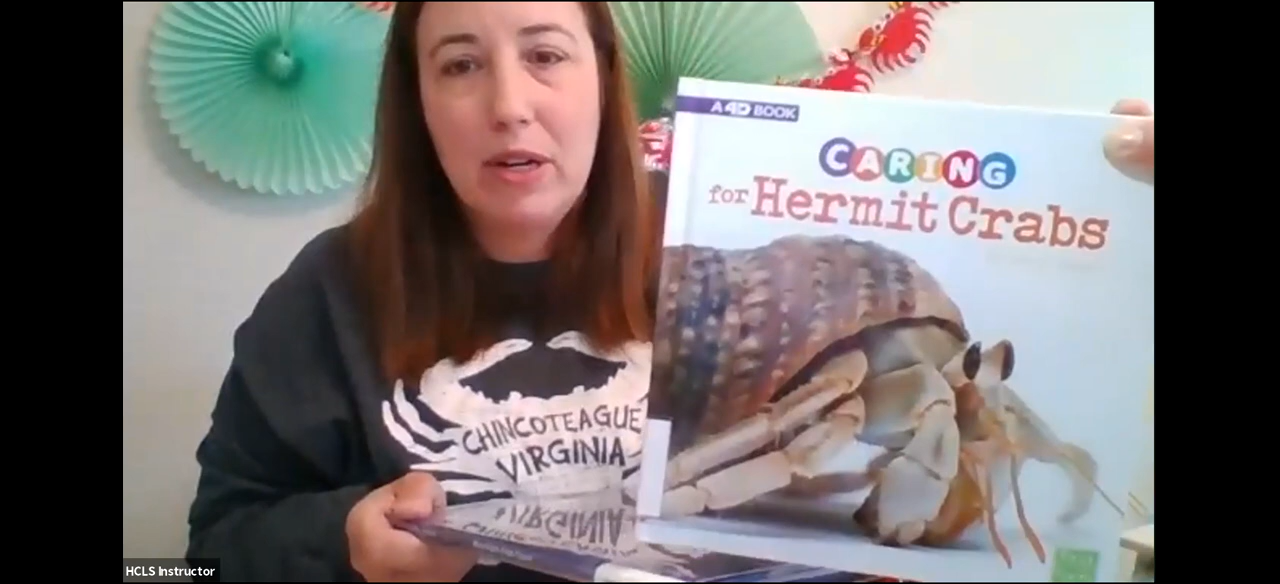 A 4D BOOK
CARING
for Hermit Crabs
CHINCOTEAGUE
VIRGINIA
HCLS Instructor